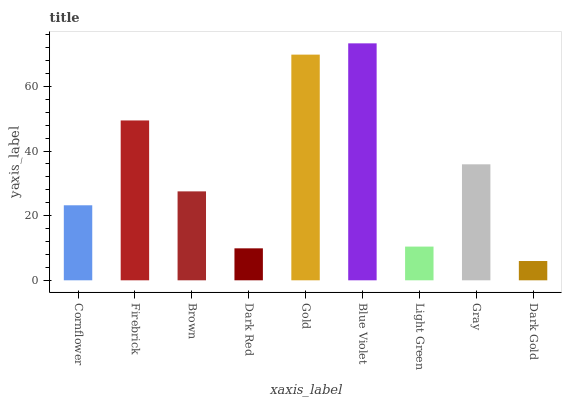 title
yaxis_label
60
40
20
0
Cornflower
Firebrick
Brown
Dark Red
Gold
Blue Violet
Light Green
Gray
Dark Gold
xaxis_label